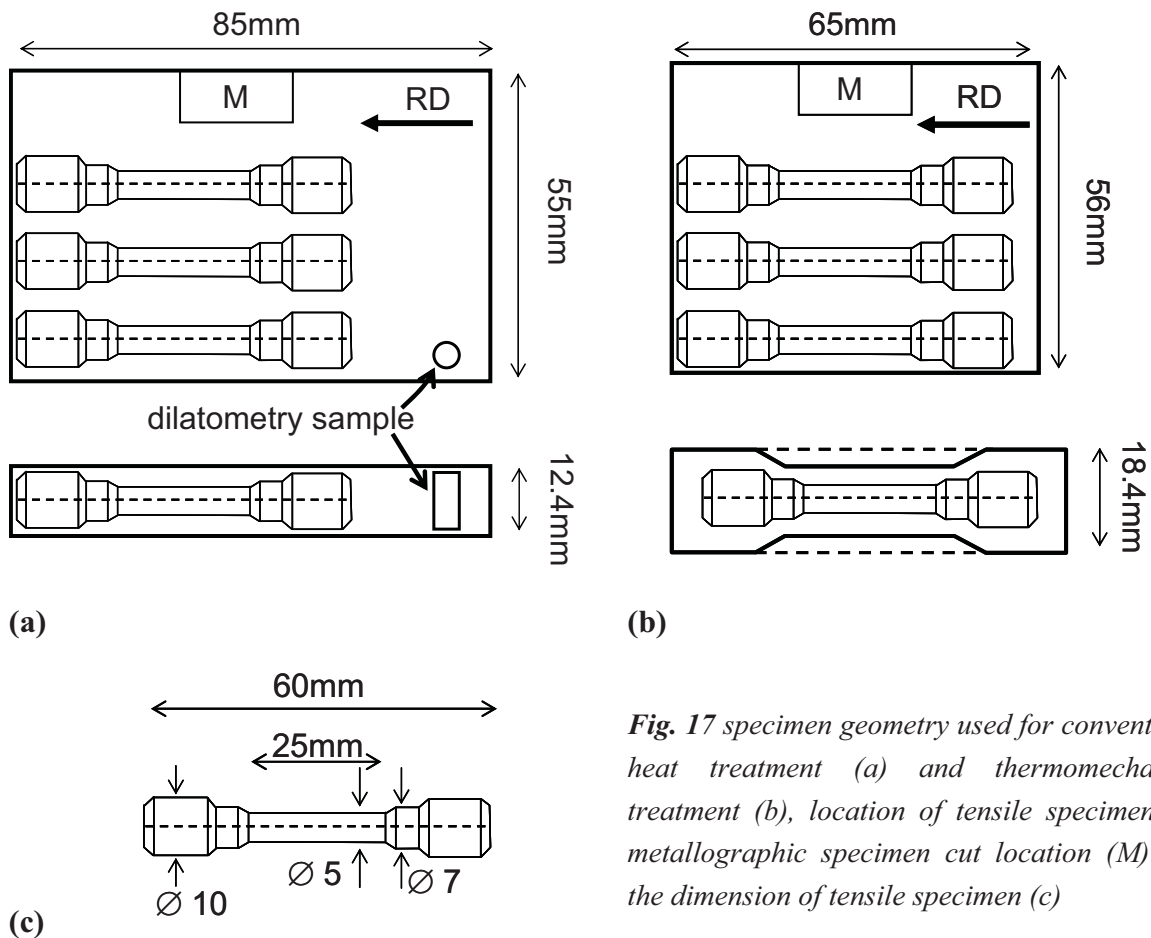 85mm
M
RD
55mm
dilatometry sample
12.4mm
(a)
65mm
M
RD
56mm
18.4mm
(b)
60mm
25mm
Ø 5
Ø 7
Ø 10
(c)
Fig. 17 specimen geometry used for convent
heat treatment (a) and thermomecha
treatment (b), location of tensile specimen
metallographic specimen cut location (M)
the dimension of tensile specimen (c)